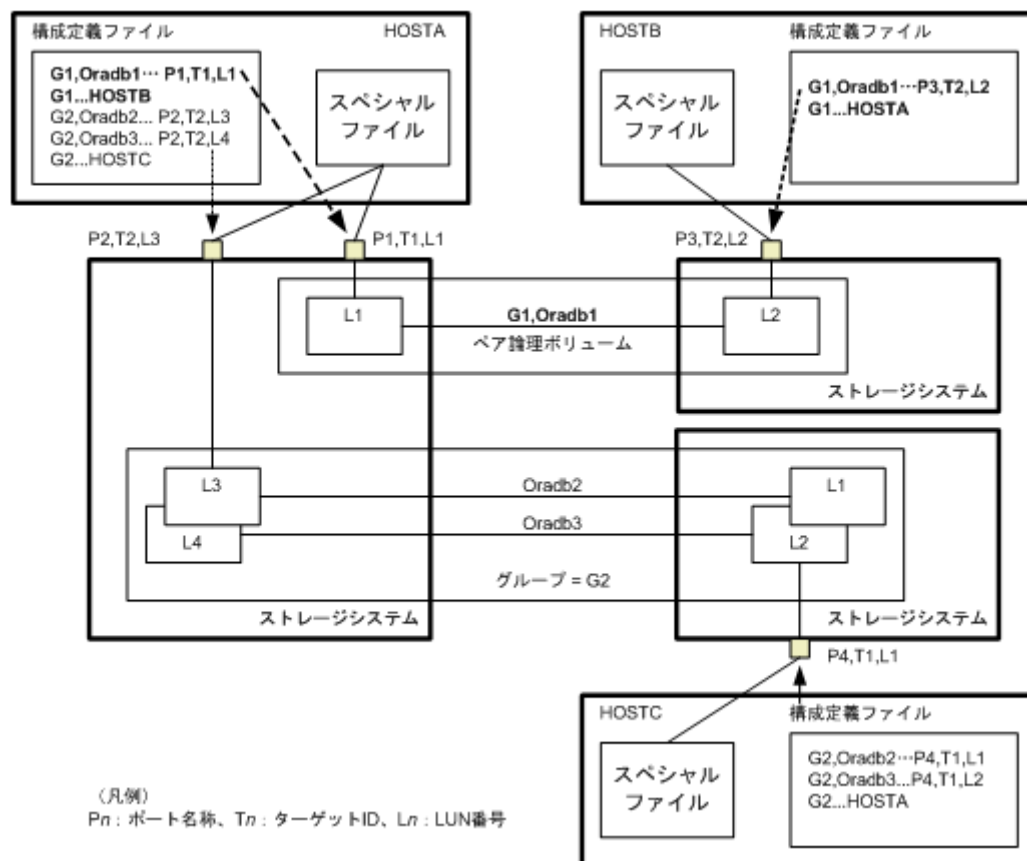 構成定義ファイル
HOSTA
G1,Oradb1… P1,T1,L1
G1...HOSTB
G2,Oradb2... P2,T2,L3
G2,Oradb3... P2,T2,L4
G2...HOSTC
スペシャル
ファイル
HOSTB
構成定義ファイル
スペシャル
ファイル
G1,Oradb1…P3,T2,L2
G1...HOSTA
P2,T2,L3
P1,T1,L1
P3,T2,L2
L1
G1,Oradb1
ペア論理ボリューム
L2
ストレージシステム
L3
L4
Oradb2
Oradb3
L1
L2
グループ = G2
ストレージシステム
ストレージシステム
P4,T1,L1
HOSTC
構成定義ファイル
スペシャル
ファイル
G2,Oradb2…P4,T1,L1
G2,Oradb3...P4,T1,L2
G2...HOSTA
（凡例）
Pn：ポート名称、Tn：ターゲットID、Ln：LUN番号